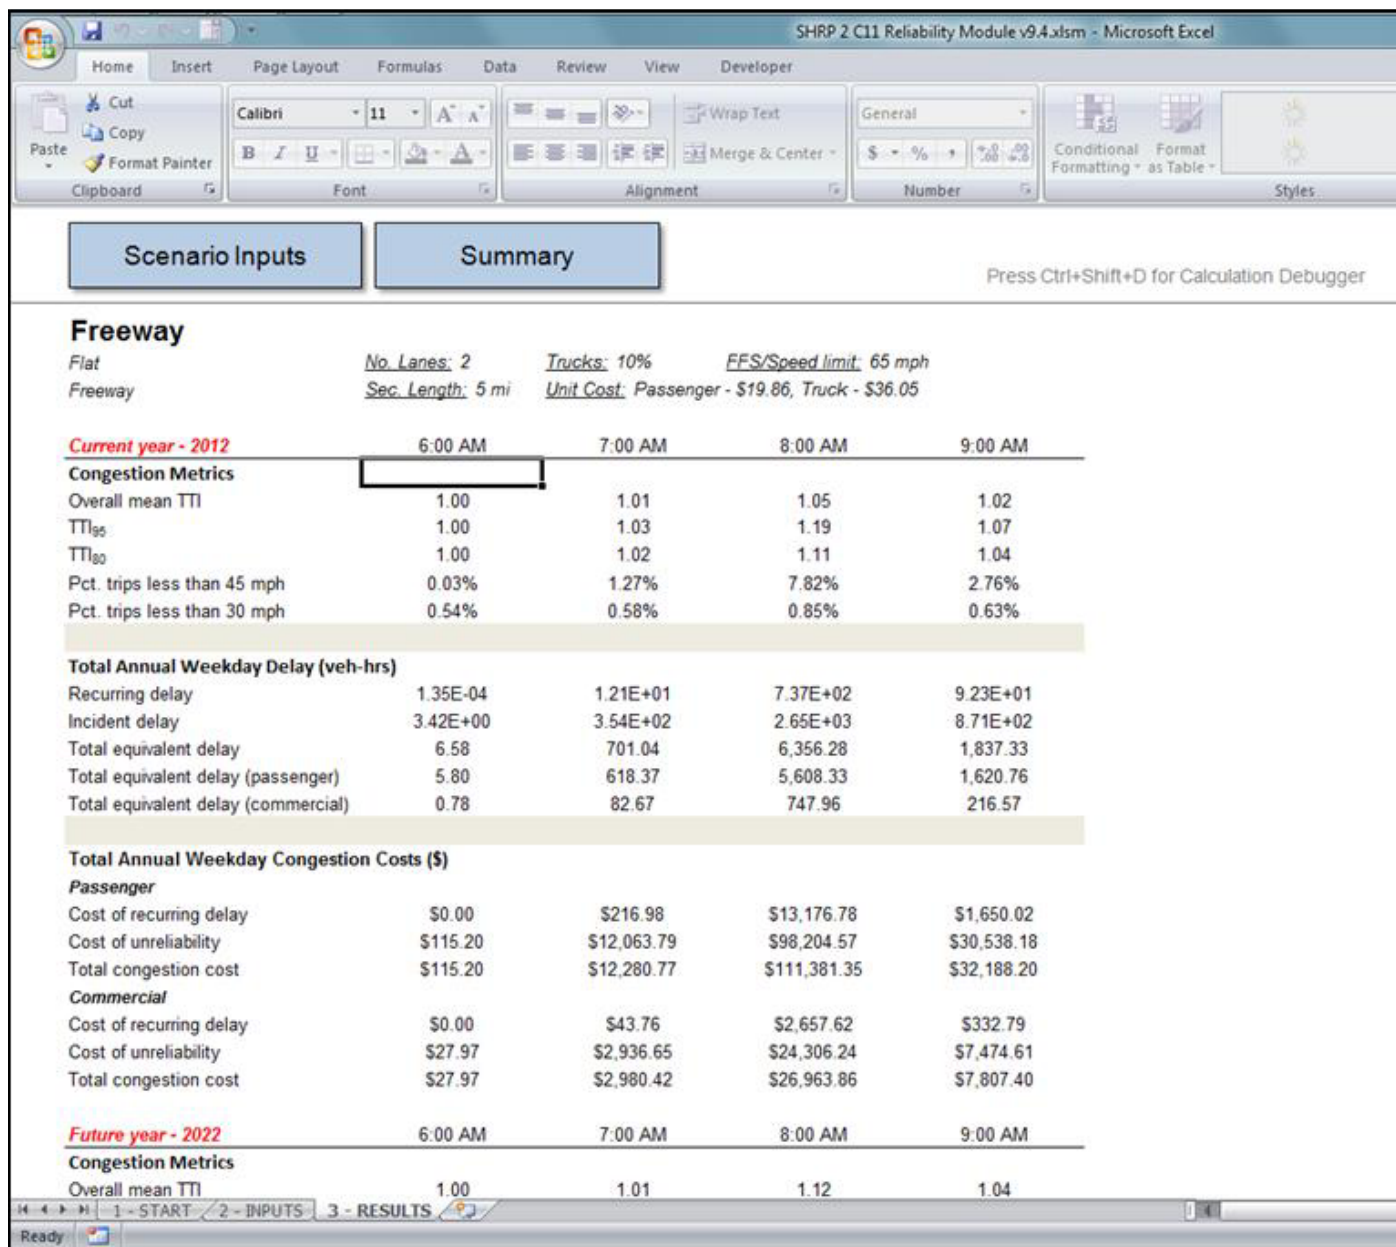 SHRP 2 C11 Reliability Module v9.4.xlsm - Microsoft Excel
Home Insert Page Layout Formulas Data Review View Developer
Paste
Cut
Copy
Format Painter
Calibri 11
B I U
Wrap Text
Merge & Center
General
$ % ,
Conditional Formatting
Format as Table
Clipboard Font Alignment Number Styles
Scenario Inputs Summary
Press Ctrl+Shift+D for Calculation Debugger
Freeway
Flat No. Lanes: 2 Trucks: 10% FFS/Speed limit: 65 mph
Freeway Sec. Length: 5 mi Unit Cost: Passenger - $19.86, Truck - $36.05
Current year - 2012 6:00 AM 7:00 AM 8:00 AM 9:00 AM
Congestion Metrics
Overall mean TTI 1.00 1.01 1.05 1.02
TTI95 1.00 1.03 1.19 1.07
TTI80 1.00 1.02 1.11 1.04
Pct. trips less than 45 mph 0.03% 1.27% 7.82% 2.76%
Pct. trips less than 30 mph 0.54% 0.58% 0.85% 0.63%
Total Annual Weekday Delay (veh-hrs)
Recurring delay 1.35E-04 1.21E+01 7.37E+02 9.23E+01
Incident delay 3.42E+00 3.54E+02 2.65E+03 8.71E+02
Total equivalent delay 6.58 701.04 6,356.28 1,837.33
Total equivalent delay (passenger) 5.80 618.37 5,608.33 1,620.76
Total equivalent delay (commercial) 0.78 82.67 747.96 216.57
Total Annual Weekday Congestion Costs ($)
Passenger
Cost of recurring delay $0.00 $216.98 $13,176.78 $1,650.02
Cost of unreliability $115.20 $12,063.79 $98,204.57 $30,538.18
Total congestion cost $115.20 $12,280.77 $111,381.35 $32,188.20
Commercial
Cost of recurring delay $0.00 $43.76 $2,657.62 $332.79
Cost of unreliability $27.97 $2,936.65 $24,306.24 $7,474.61
Total congestion cost $27.97 $2,980.42 $26,963.86 $7,807.40
Future year - 2022 6:00 AM 7:00 AM 8:00 AM 9:00 AM
Congestion Metrics
Overall mean TTI 1.00 1.01 1.12 1.04
1 - START 2 - INPUTS 3 - RESULTS
Ready